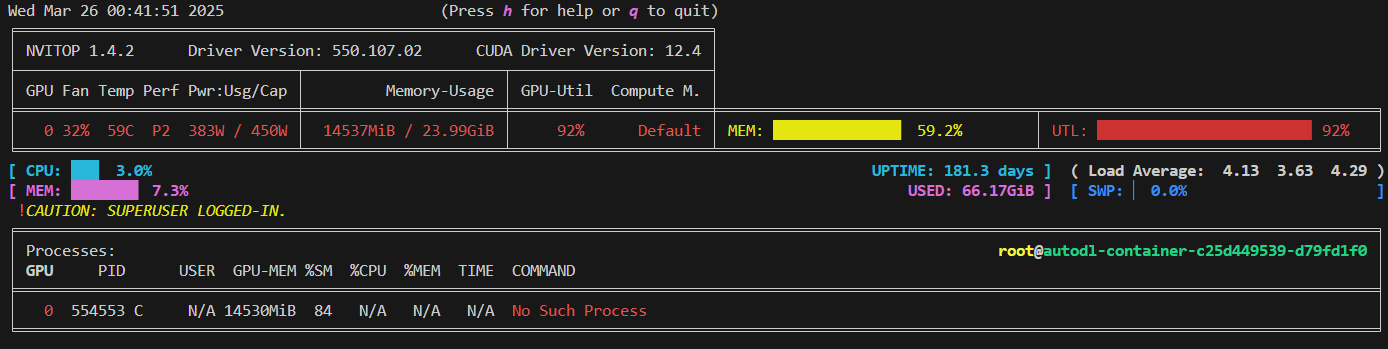 Wed Mar 26 00:41:51 2025 (Press h for help or q to quit)
NVITOP 1.4.2 Driver Version: 550.107.02 CUDA Driver Version: 12.4
GPU Fan Temp Perf Pwr:Usg/Cap Memory-Usage GPU-Util Compute M.
0 32% 59C P2 383W / 450W 14537MiB / 23.99GiB 92% Default MEM: 59.2% UTL: 92%
[ CPU: 3.0% UPTIME: 181.3 days ] ( Load Average: 4.13 3.63 4.29 )
[ MEM: 7.3% USED: 66.17GiB ] [ SWP: 0.0% ]
!CAUTION: SUPERUSER LOGGED-IN.
Processes: root@autodl-container-c25d449539-d79fd1f0
GPU PID USER GPU-MEM %SM %CPU %MEM TIME COMMAND
0 554553 C N/A 14530MiB 84 N/A N/A N/A No Such Process